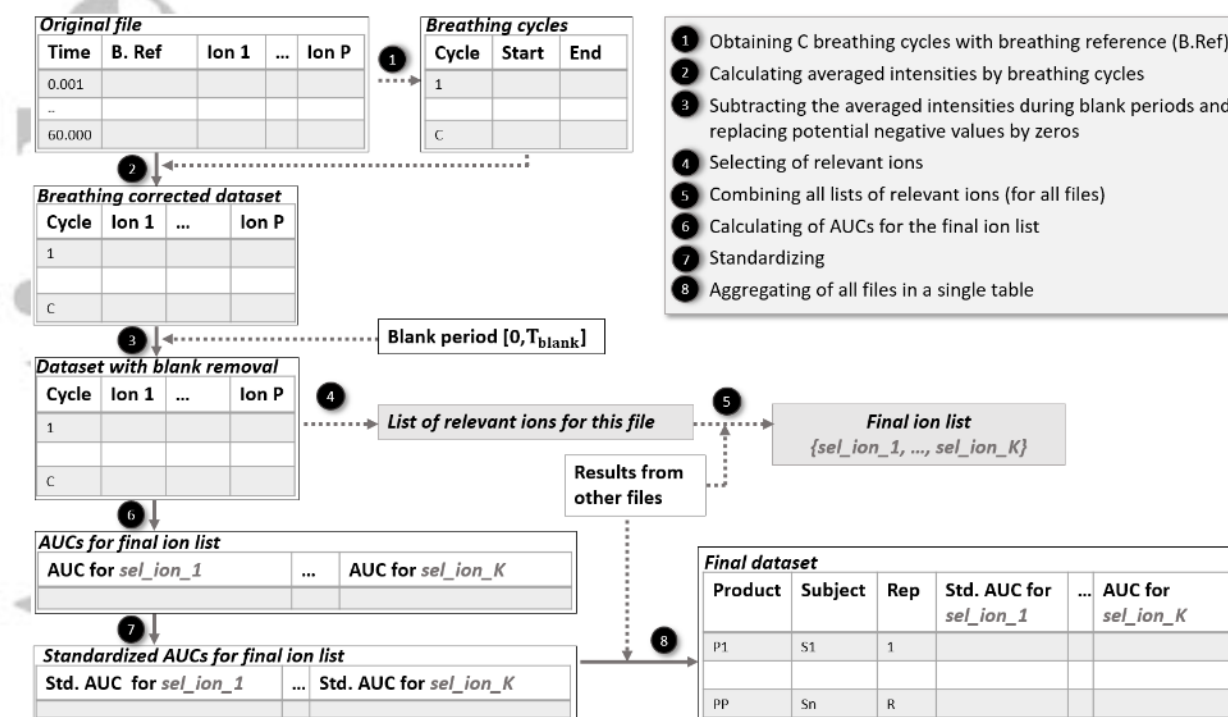 Original file
Time B. Ref Ion 1 ... Ion P
0.001
..
60.000
1
Breathing cycles
Cycle Start End
1
C
1 Obtaining C breathing cycles with breathing reference (B.Ref)
2 Calculating averaged intensities by breathing cycles
3 Subtracting the averaged intensities during blank periods and
replacing potential negative values by zeros
4 Selecting of relevant ions
5 Combining all lists of relevant ions (for all files)
6 Calculating of AUCs for the final ion list
7 Standardizing
8 Aggregating of all files in a single table
2
Breathing corrected dataset
Cycle Ion 1 ... Ion P
1
C
3
Blank period [0,T_blank]
Dataset with blank removal
Cycle Ion 1 ... Ion P
1
C
4
List of relevant ions for this file
5
Final ion list
{sel_ion_1, ..., sel_ion_K}
Results from
other files
6
AUCs for final ion list
AUC for sel_ion_1 ... AUC for sel_ion_K
7
Standardized AUCs for final ion list
Std. AUC for sel_ion_1 ... Std. AUC for sel_ion_K
8
Final dataset
Product Subject Rep Std. AUC for ... AUC for
sel_ion_1 sel_ion_K
P1 S1 1
PP Sn R